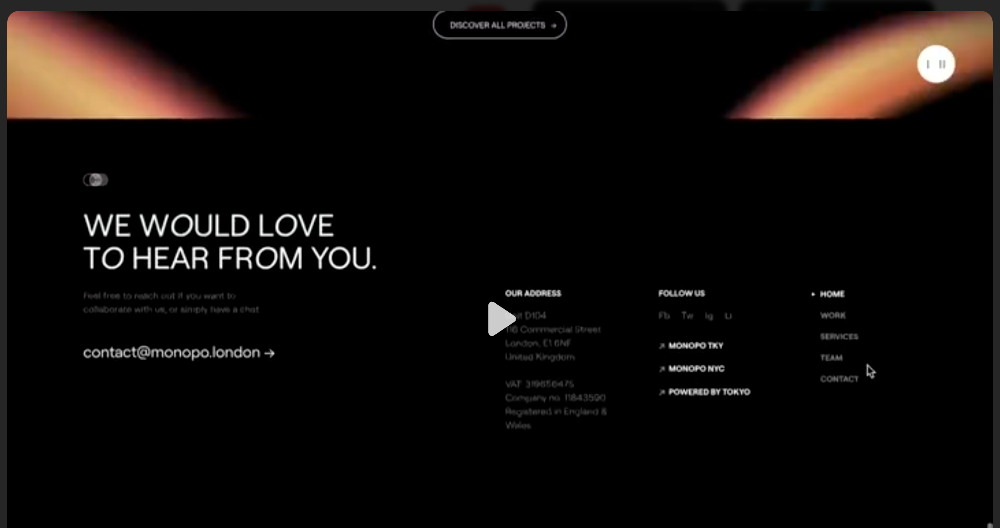 DISCOVER ALL PROJECTS →
WE WOULD LOVE
TO HEAR FROM YOU.
Feel free to reach out if you want to
collaborate with us, or simply have a chat
contact@monopo.london →
OUR ADDRESS
D104
116 Commercial Street
London, E1 6NF
United Kingdom
VAT
Company no. 11843590
Registered in England &
Wales
FOLLOW US
Fb Tw Ig Li
↗ MONOPO TKY
↗ MONOPO NYC
↗ POWERED BY TOKYO
HOME
WORK
SERVICES
TEAM
CONTACT